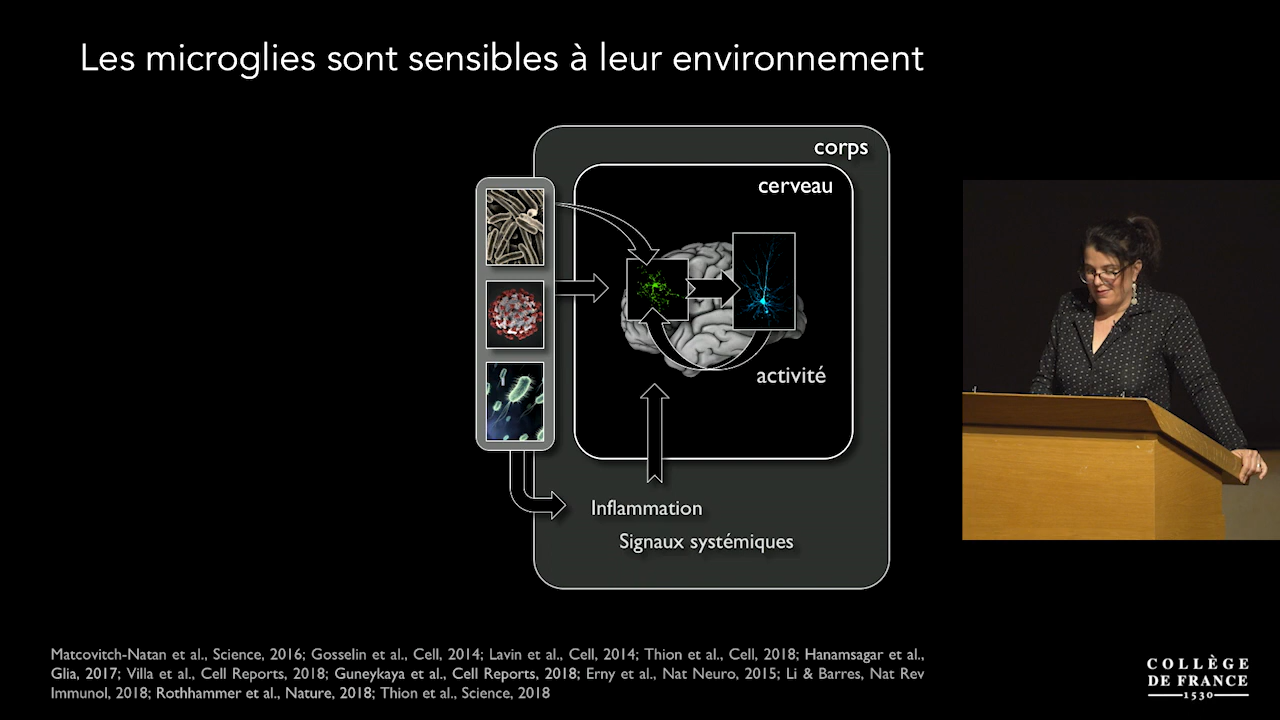 Les microglies sont sensibles à leur environnement
corps
cerveau
activité
Inflammation
Signaux systémiques
Matcovitch-Natan et al., Science, 2016; Gosselin et al., Cell, 2014; Lavin et al., Cell, 2014; Thion et al., Cell, 2018; Hanamsagar et al.,
Glia, 2017; Villa et al., Cell Reports, 2018; Guneykaya et al., Cell Reports, 2018; Erny et al., Nat Neuro, 2015; Li & Barres, Nat Rev
Immunol, 2018; Rothhammer et al., Nature, 2018; Thion et al., Science, 2018
COLLÈGE
DE FRANCE
1530